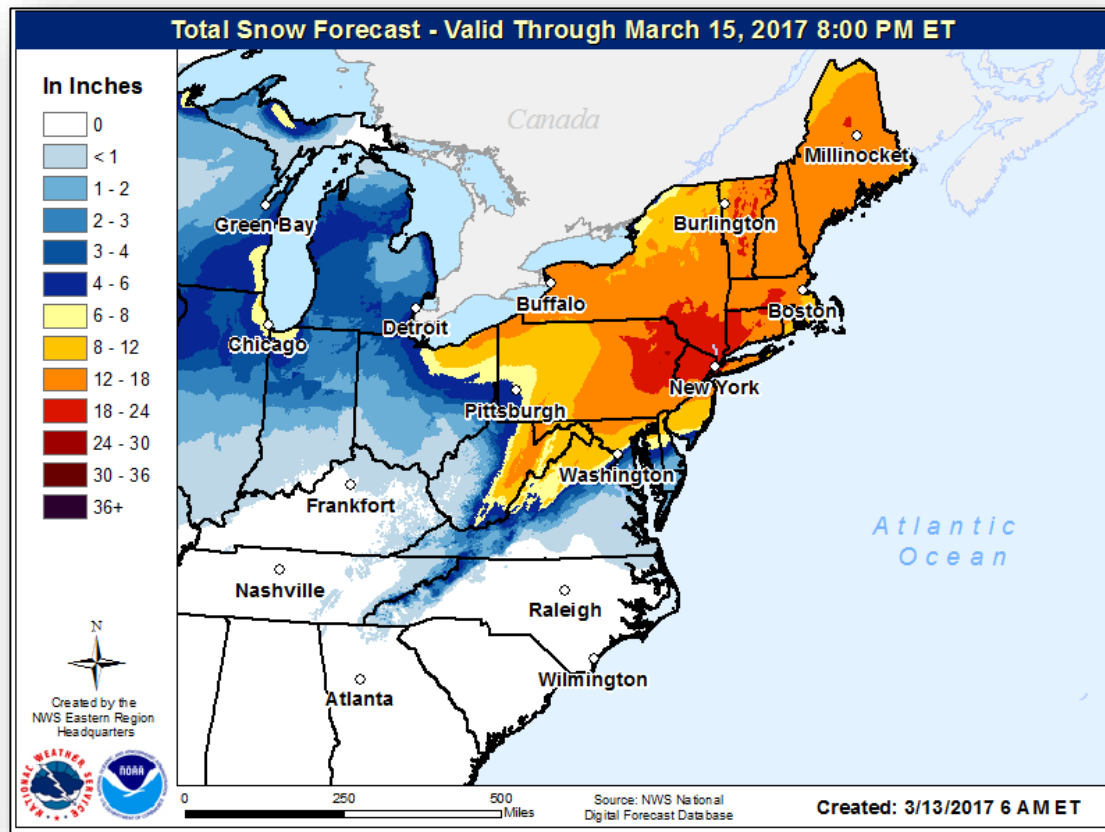 Total Snow Forecast - Valid Through March 15, 2017 8:00 PM ET
In Inches
0
< 1
1 - 2
2 - 3
3 - 4
4 - 6
6 - 8
8 - 12
12 - 18
18 - 24
24 - 30
30 - 36
36+
Canada
Millinocket
Green Bay
Burlington
Buffalo
Boston
Detroit
Chicago
New York
Pittsburgh
Washington
Frankfort
Atlantic
Ocean
Nashville
Raleigh
Wilmington
Atlanta
N
Created by the
NWS Eastern Region
Headquarters
NATIONAL WEATHER SERVICE
NOAA
0 250 500
Miles
Source: NWS National
Digital Forecast Database
Created: 3/13/2017 6 AM ET